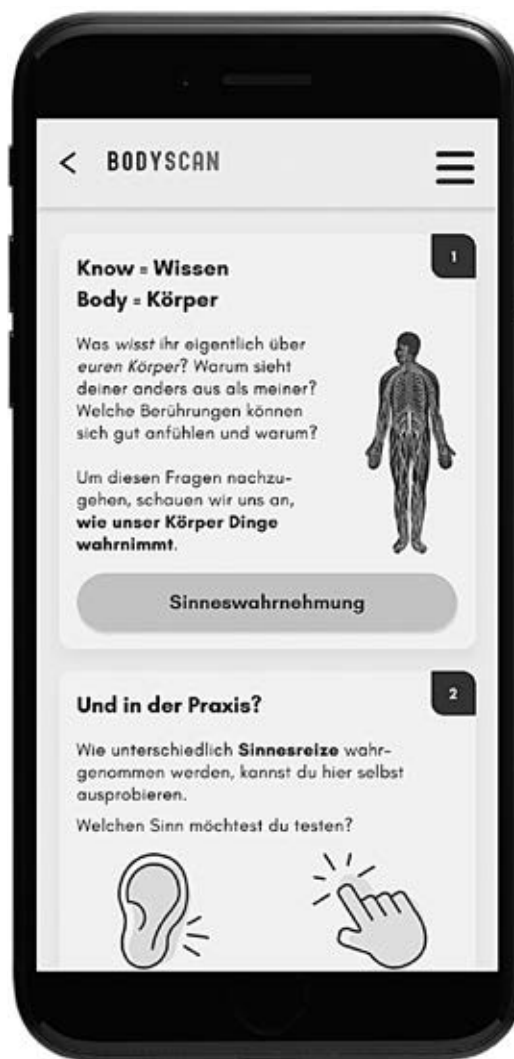 < BODYSCAN
1
Know = Wissen
Body = Körper
Was wisst ihr eigentlich über
euren Körper? Warum sieht
deiner anders aus als meiner?
Welche Berührungen können
sich gut anfühlen und warum?
Um diesen Fragen nachzu-
gehen, schauen wir uns an,
wie unser Körper Dinge
wahrnimmt.
Sinneswahrnehmung
2
Und in der Praxis?
Wie unterschiedlich Sinnesreize wahr-
genommen werden, kannst du hier selbst
ausprobieren.
Welchen Sinn möchtest du testen?